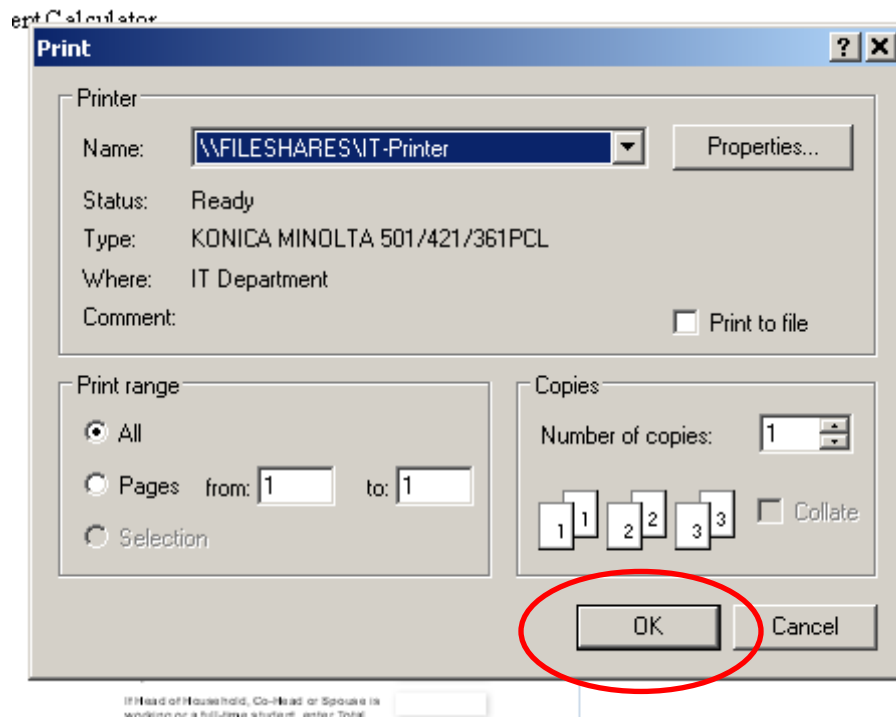 ent Calculator
Print
Printer
Name: \\FILESHARES\IT-Printer Properties...
Status: Ready
Type: KONICA MINOLTA 501/421/361PCL
Where: IT Department
Comment: Print to file
Print range
All
Pages from: 1 to: 1
Selection
Copies
Number of copies: 1
1 1 2 2 3 3 Collate
OK Cancel
If Head of Household, Co-Head or Spouse is
working or a full-time student, enter Total